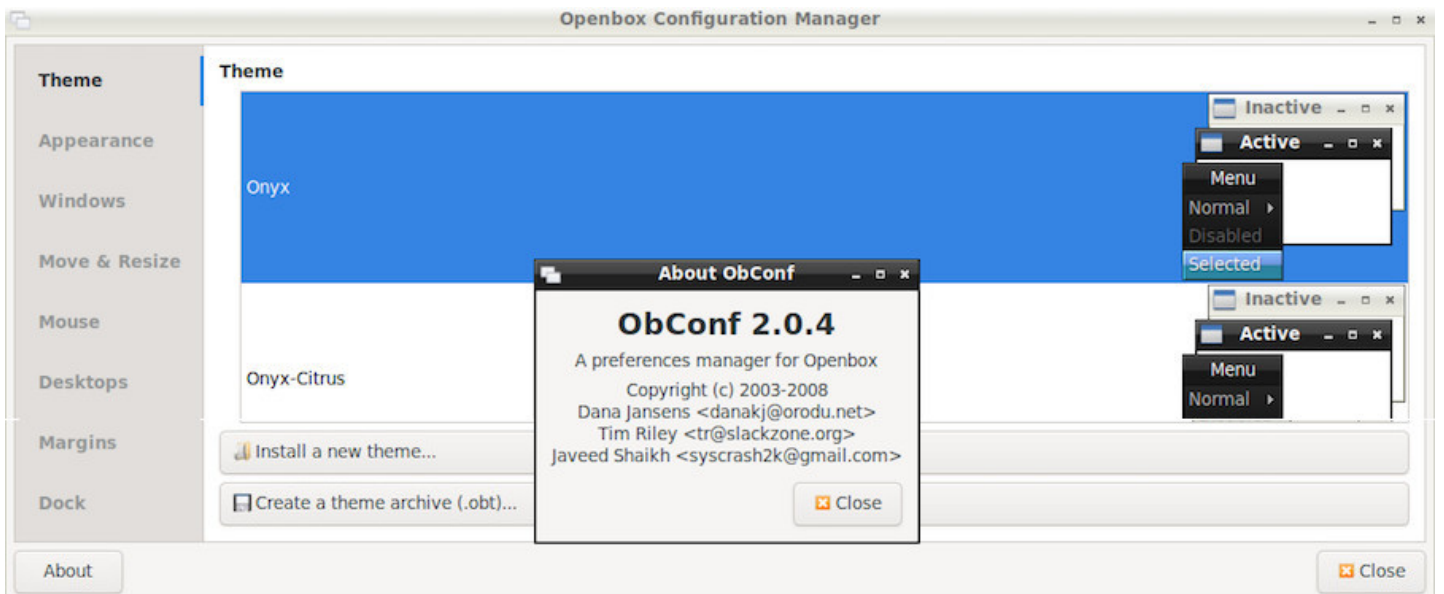 Openbox Configuration Manager
Theme
Appearance
Windows
Move & Resize
Mouse
Desktops
Margins
Dock
Theme
Onyx
Inactive
Active
Menu
Normal
Disabled
Selected
Onyx-Citrus
Inactive
Active
Menu
Normal
Install a new theme...
Create a theme archive (.obt)...
About ObConf
ObConf 2.0.4
A preferences manager for Openbox
Copyright (c) 2003-2008
Dana Jansens <danakj@orodu.net>
Tim Riley <tr@slackzone.org>
Javeed Shaikh <syscrash2k@gmail.com>
Close
About
Close